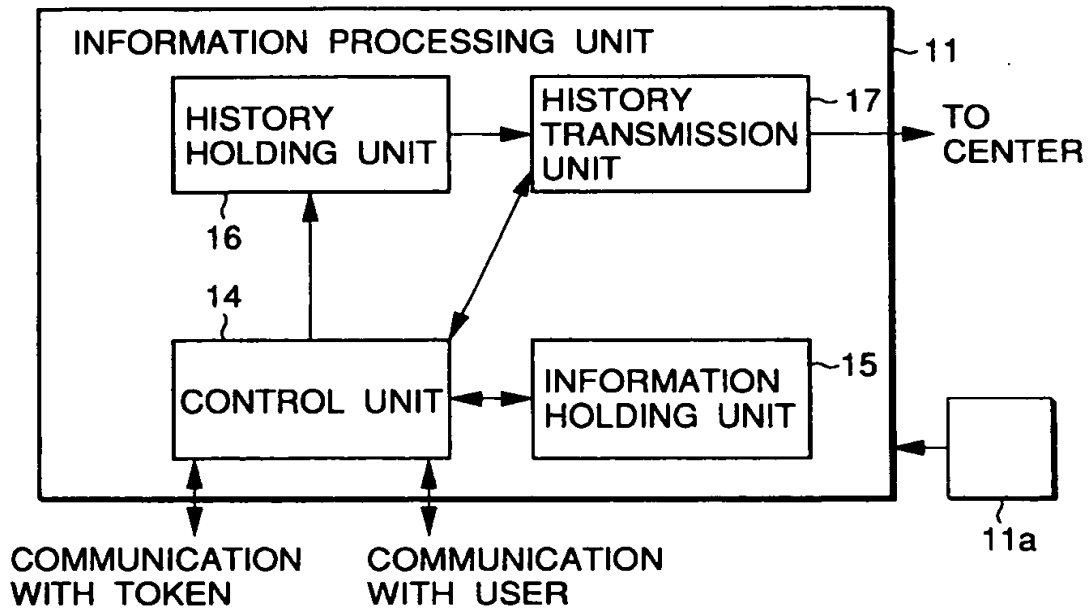 INFORMATION PROCESSING UNIT
11
HISTORY
HOLDING UNIT
16
HISTORY
TRANSMISSION
UNIT
17
TO
CENTER
14
CONTROL UNIT
INFORMATION
HOLDING UNIT
15
11a
COMMUNICATION
WITH TOKEN
COMMUNICATION
WITH USER